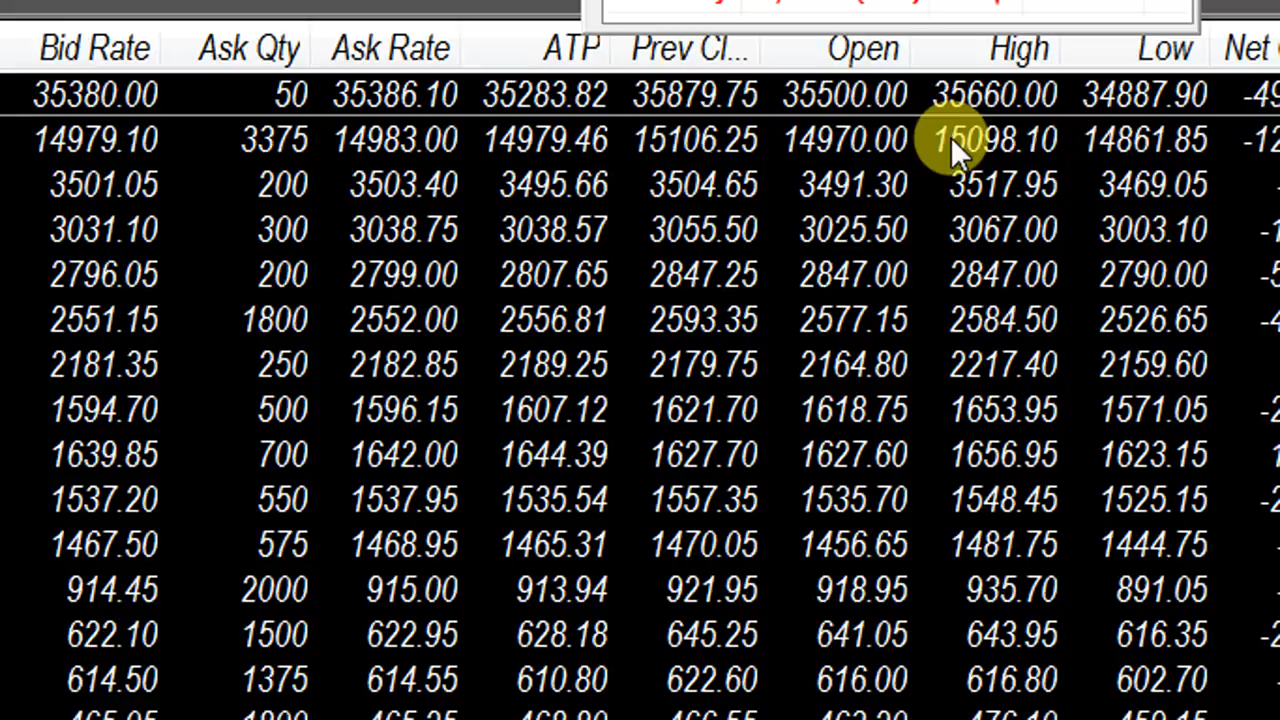 Bid Rate Ask Qty Ask Rate ATP Prev Cl... Open High Low Net
35380.00 50 35386.10 35283.82 35879.75 35500.00 35660.00 34887.90
14979.10 3375 14983.00 14979.46 15106.25 14970.00 15098.10 14861.85
3501.05 200 3503.40 3495.66 3504.65 3491.30 3517.95 3469.05
3031.10 300 3038.75 3038.57 3055.50 3025.50 3067.00 3003.10
2796.05 200 2799.00 2807.65 2847.25 2847.00 2847.00 2790.00
2551.15 1800 2552.00 2556.81 2593.35 2577.15 2584.50 2526.65
2181.35 250 2182.85 2189.25 2179.75 2164.80 2217.40 2159.60
1594.70 500 1596.15 1607.12 1621.70 1618.75 1653.95 1571.05
1639.85 700 1642.00 1644.39 1627.70 1627.60 1656.95 1623.15
1537.20 550 1537.95 1535.54 1557.35 1535.70 1548.45 1525.15
1467.50 575 1468.95 1465.31 1470.05 1456.65 1481.75 1444.75
914.45 2000 915.00 913.94 921.95 918.95 935.70 891.05
622.10 1500 622.95 628.18 645.25 641.05 643.95 616.35
614.50 1375 614.55 610.80 622.60 616.00 616.80 602.70